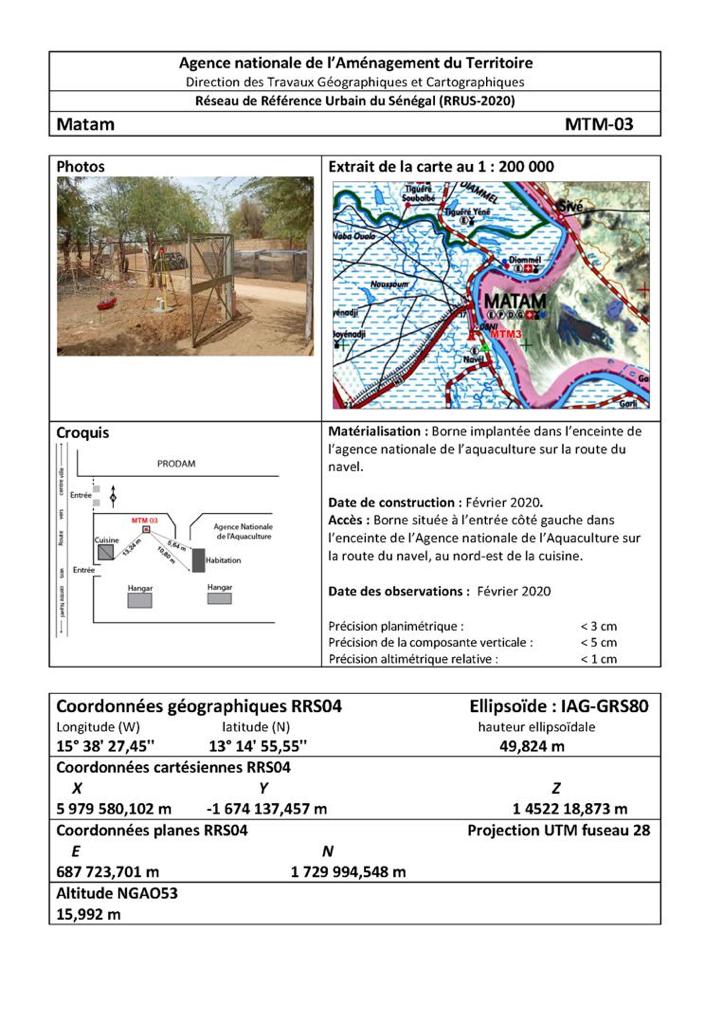 Agence nationale de l'Aménagement du Territoire
Direction des Travaux Géographiques et Cartographiques
Réseau de Référence Urbain du Sénégal (RRUS-2020)
Matam MTM-03
Photos
Extrait de la carte au 1 : 200 000
Tiguéré
Soubalbé
DIAMMEL
Tiguéré Yéné
Sivé
Diammél
Naossoum
MATAM
E P D G
MTM3
Navél
Garli
Croquis
PRODAM
centre ville
vers
Route
vers
centre Navel
Entrée
MTM 03
Agence Nationale
de l'Aquaculture
Cuisine
13,24 m
5,64 m
10,80 m
Habitation
Entrée
Hangar
Hangar
Matérialisation : Borne implantée dans l'enceinte de
l'agence nationale de l'aquaculture sur la route du
navel.
Date de construction : Février 2020.
Accès : Borne située à l'entrée côté gauche dans
l'enceinte de l'Agence nationale de l'Aquaculture sur
la route du navel, au nord-est de la cuisine.
Date des observations : Février 2020
Précision planimétrique : < 3 cm
Précision de la composante verticale : < 5 cm
Précision altimétrique relative : < 1 cm
Coordonnées géographiques RRS04 Ellipsoïde : IAG-GRS80
Longitude (W) latitude (N) hauteur ellipsoïdale
15° 38' 27,45'' 13° 14' 55,55'' 49,824 m
Coordonnées cartésiennes RRS04
X Y Z
5 979 580,102 m -1 674 137,457 m 1 4522 18,873 m
Coordonnées planes RRS04 Projection UTM fuseau 28
E N
687 723,701 m 1 729 994,548 m
Altitude NGAO53
15,992 m